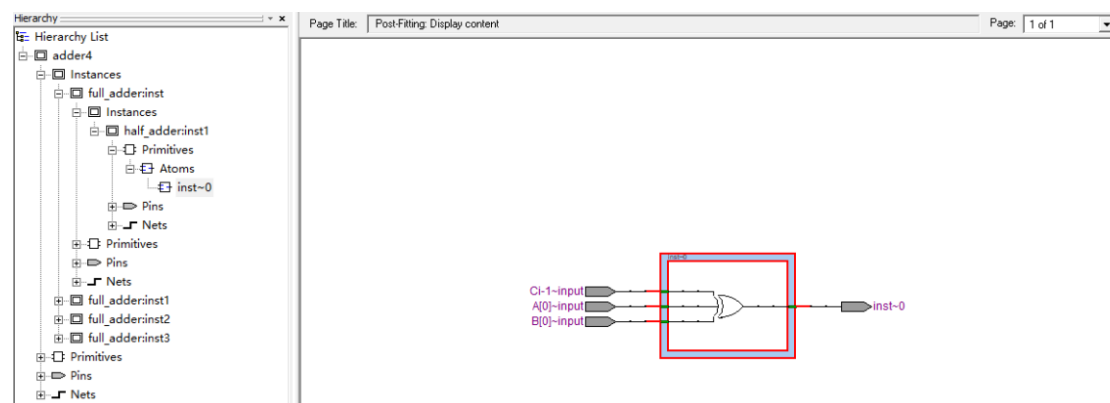 Hierarchy
Hierarchy List
adder4
Instances
full_adder:inst
Instances
half_adder:inst1
Primitives
Atoms
inst~0
Pins
Nets
Primitives
Pins
Nets
full_adder:inst1
full_adder:inst2
full_adder:inst3
Primitives
Pins
Nets
Page Title: Post-Fitting: Display content
Page: 1 of 1
inst~0
Ci-1~input
A[0]~input
B[0]~input
inst~0